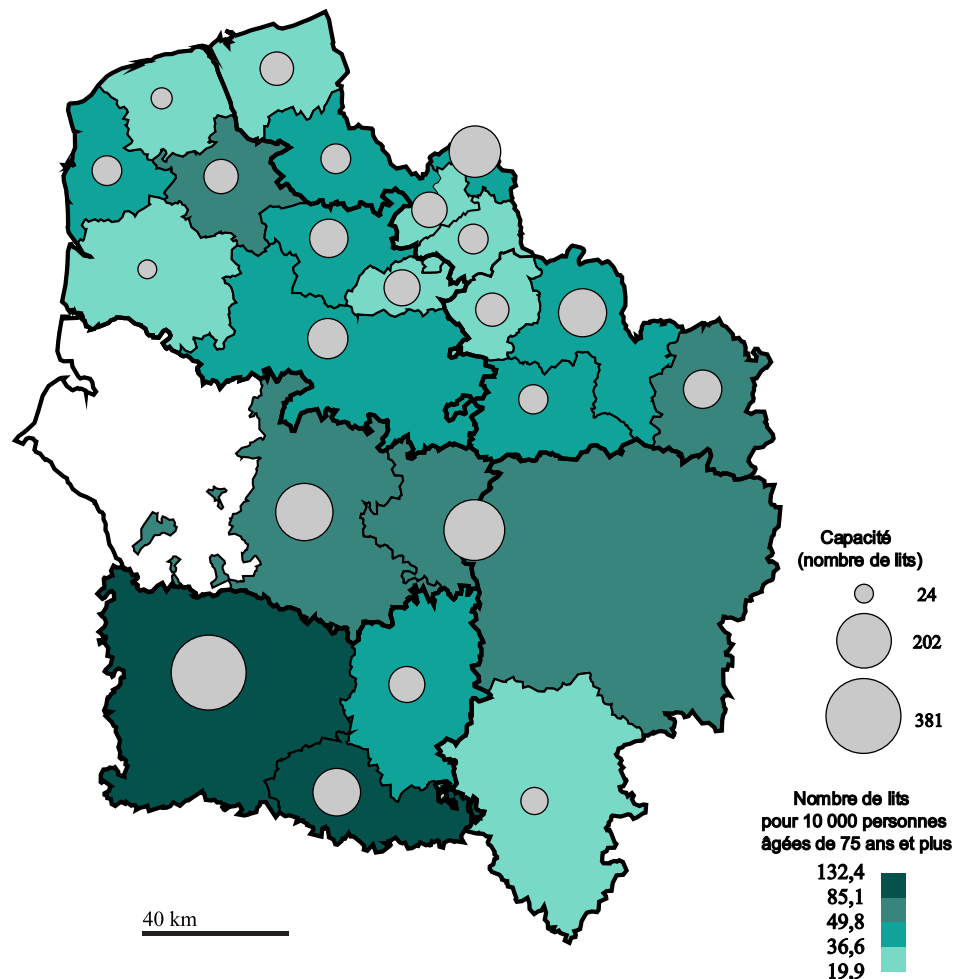 Capacité
(nombre de lits)
24
202
381
Nombre de lits
pour 10 000 personnes
âgées de 75 ans et plus
132,4
85,1
49,8
36,6
19,9
40 km